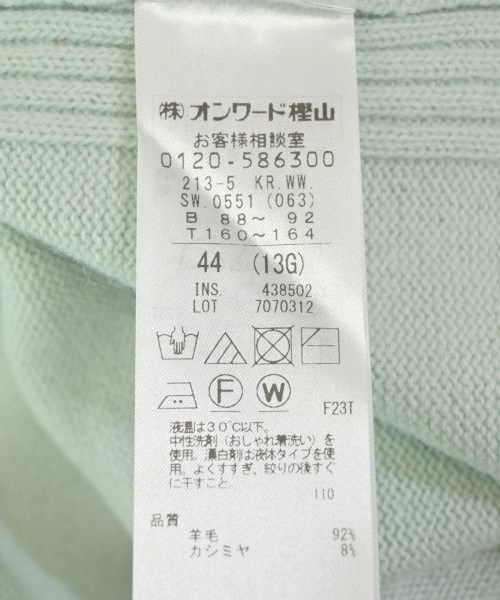 (株)オンワード樫山
お客様相談室
0120-586300
213-5 KR.WW.
SW.0551(063)
B 88～ 92
T.160～164
44 (13G)
INS. 438502
LOT 7070312
F W
F23T
液温は30℃以下。
中性洗剤(おしゃれ着洗い)を
使用。漂白剤は液体タイプを使
用。よくすすぎ、絞りの後すぐ
に干すこと。
110
品質
羊毛 92%
カシミヤ 8%